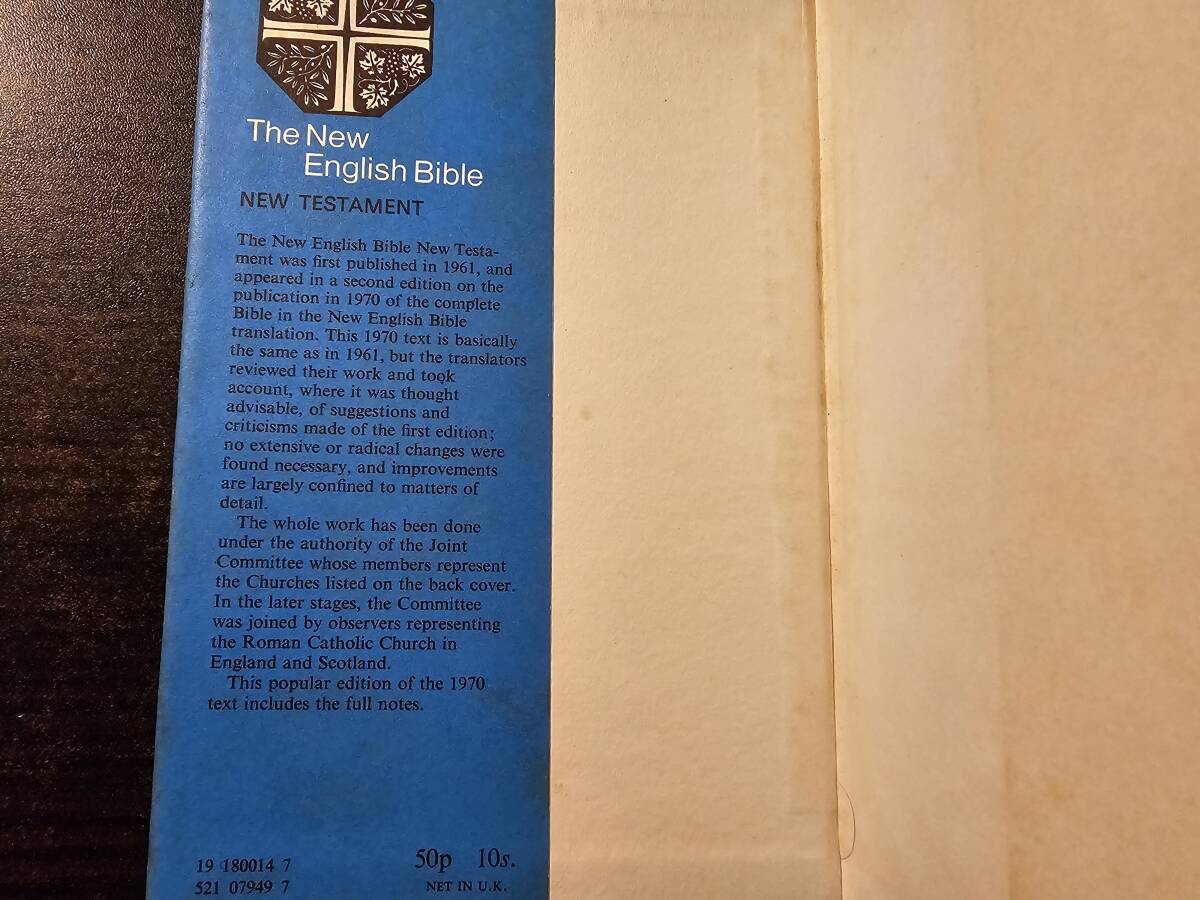 The New
English Bible
NEW TESTAMENT
The New English Bible New Testa-
ment was first published in 1961, and
appeared in a second edition on the
publication in 1970 of the complete
Bible in the New English Bible
translation. This 1970 text is basically
the same as in 1961, but the translators
reviewed their work and took
account, where it was thought
advisable, of suggestions and
criticisms made of the first edition;
no extensive or radical changes were
found necessary, and improvements
are largely confined to matters of
detail.
The whole work has been done
under the authority of the Joint
Committee whose members represent
the Churches listed on the back cover.
In the later stages, the Committee
was joined by observers representing
the Roman Catholic Church in
England and Scotland.
This popular edition of the 1970
text includes the full notes.
19 180014 7
521 07949 7
50p 10s.
NET IN U.K.